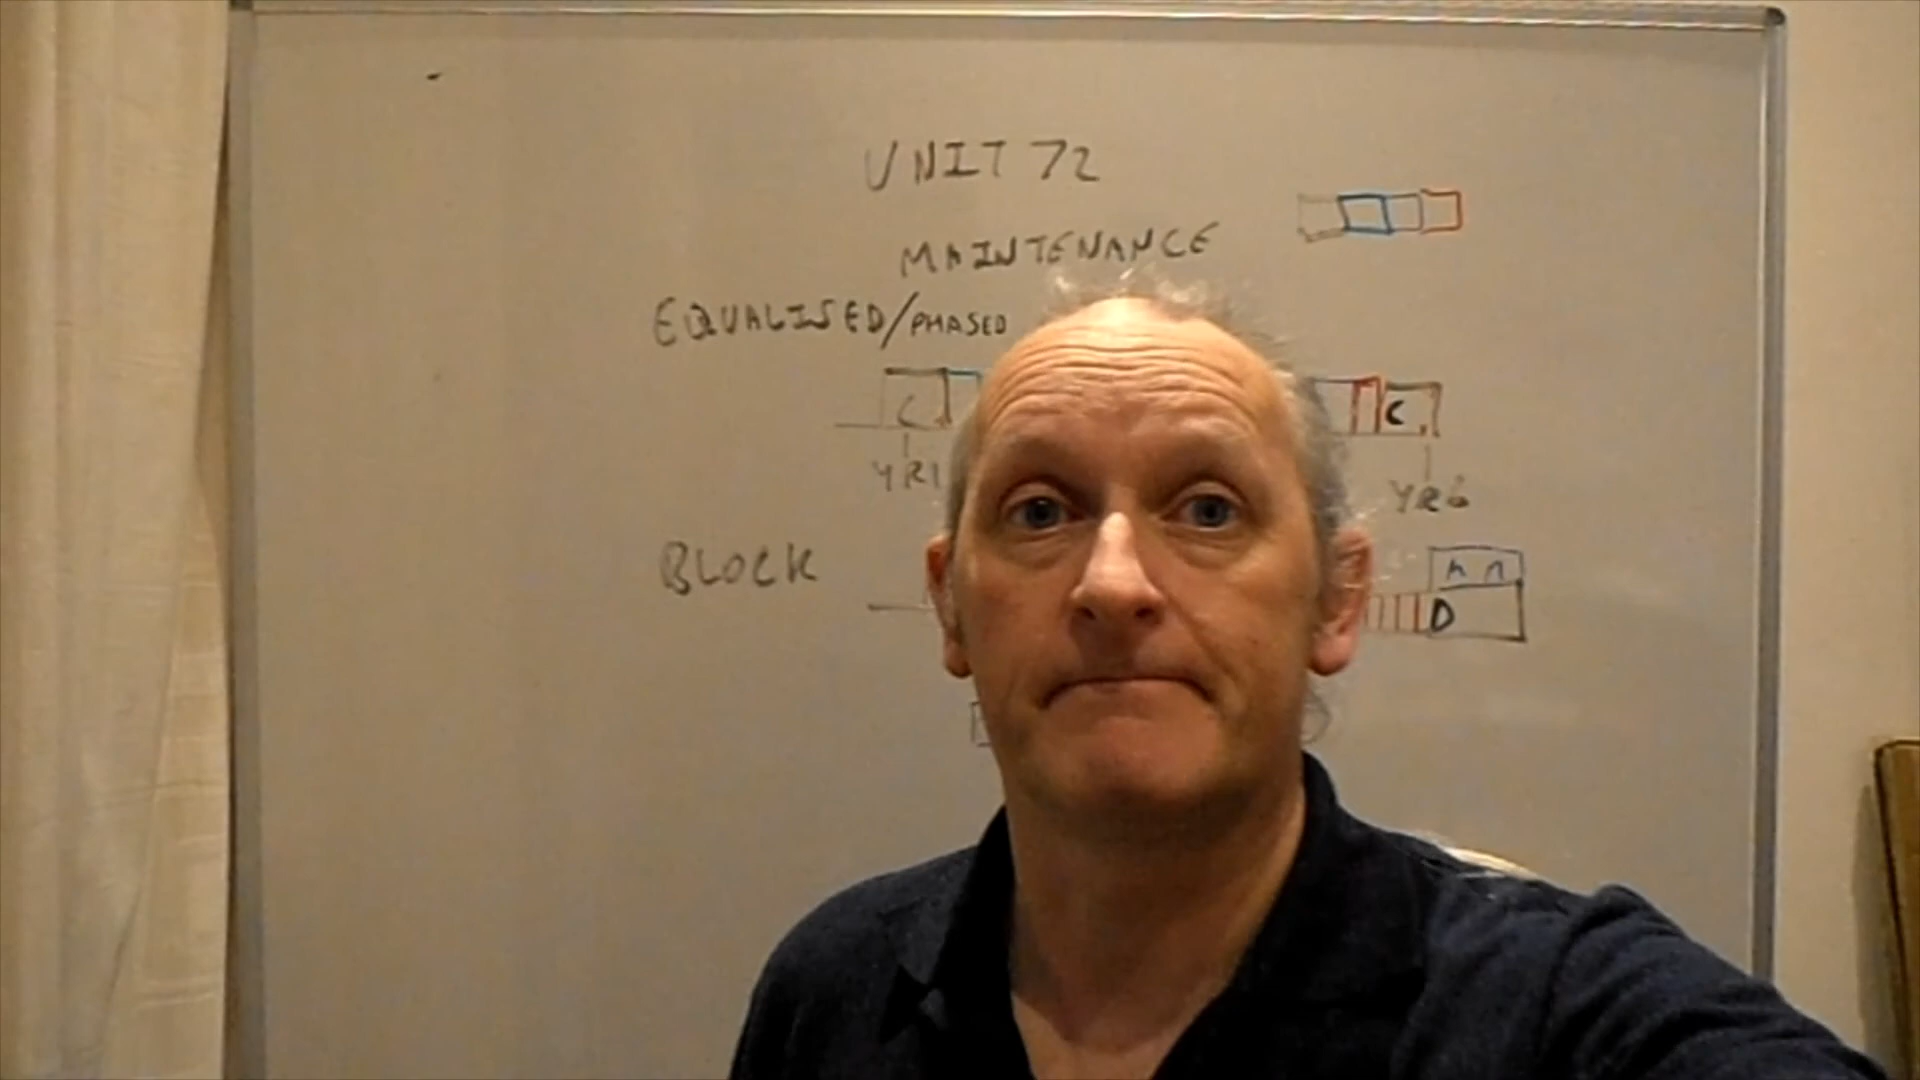 UNIT 72
MAINTENANCE
EQUALISED/PHASED
C C
YR1 YR6
BLOCK
D